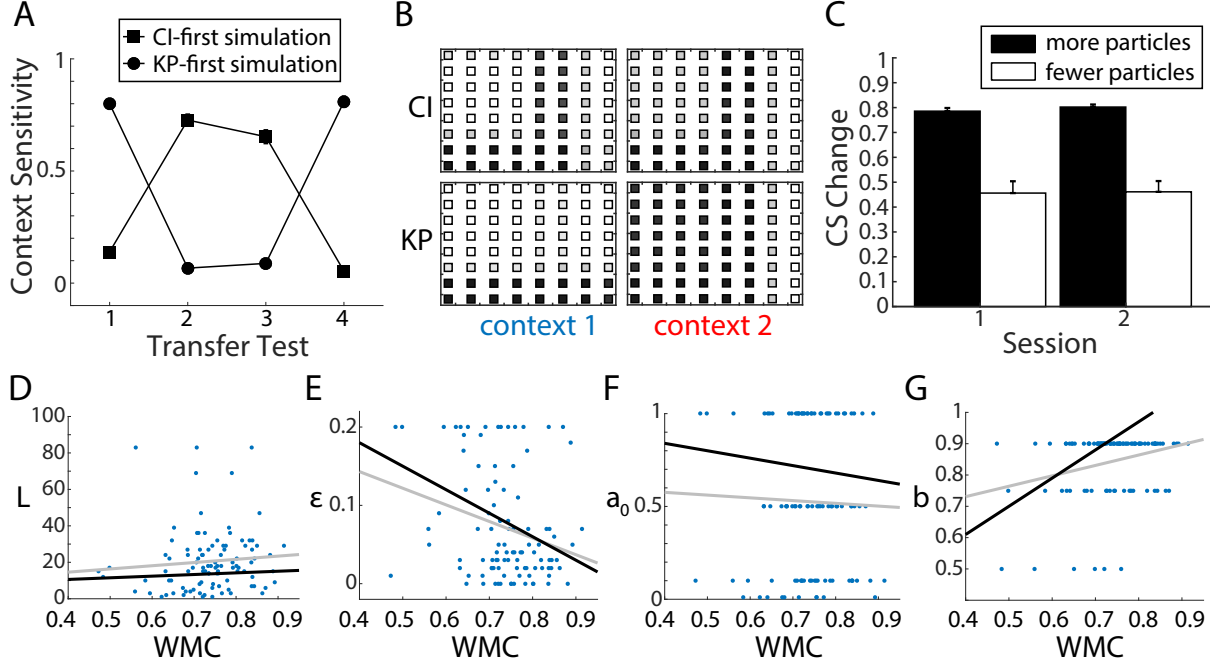 A
CI-first simulation
KP-first simulation
Context Sensitivity
1
0.5
0
1 2 3 4
Transfer Test
B
CI
KP
context 1 context 2
C
more particles
fewer particles
CS Change
1
0.9
0.8
0.7
0.6
0.5
0.4
0.3
0.2
0.1
0
1 2
Session
D
L
100
80
60
40
20
0
0.4 0.5 0.6 0.7 0.8 0.9
WMC
E
ε
0.2
0.1
0
0.4 0.5 0.6 0.7 0.8 0.9
WMC
F
a0
1
0.5
0
0.4 0.5 0.6 0.7 0.8 0.9
WMC
G
b
1
0.9
0.8
0.7
0.6
0.5
0.4 0.5 0.6 0.7 0.8 0.9
WMC